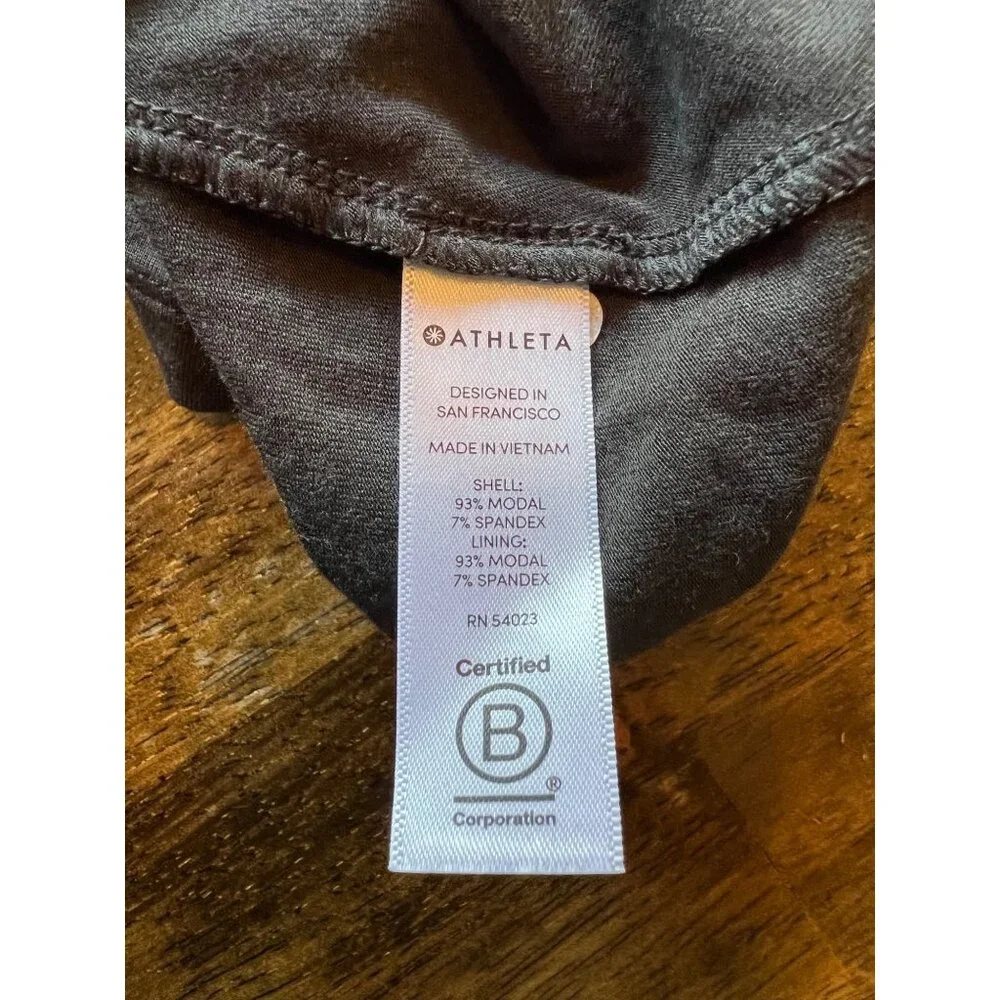 ATHLETA
DESIGNED IN
SAN FRANCISCO
MADE IN VIETNAM
SHELL:
93% MODAL
7% SPANDEX
LINING:
93% MODAL
7% SPANDEX
RN 54023
Certified
B
®
Corporation